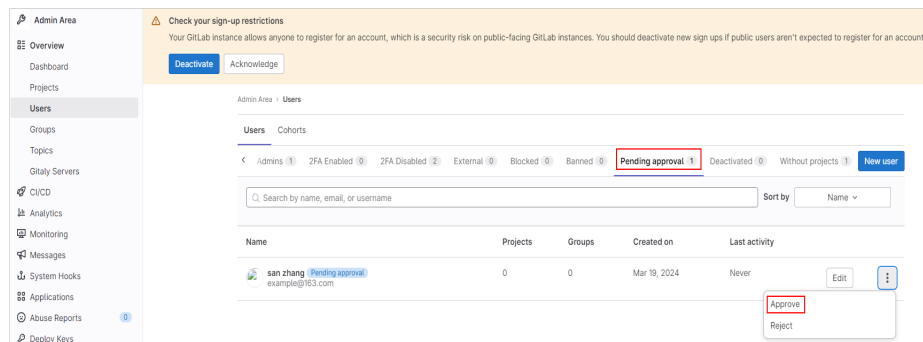 Admin Area
Overview
Dashboard
Projects
Users
Groups
Topics
Gitaly Servers
CI/CD
Analytics
Monitoring
Messages
System Hooks
Applications
Abuse Reports 0
Deploy Keys
Check your sign-up restrictions
Your GitLab instance allows anyone to register for an account, which is a security risk on public-facing GitLab instances. You should deactivate new sign ups if public users aren't expected to register for an account
Deactivate Acknowledge
Admin Area › Users
Users Cohorts
Admins 1 2FA Enabled 0 2FA Disabled 2 External 0 Blocked 0 Banned 0 Pending approval 1 Deactivated 0 Without projects 1 New user
Search by name, email, or username Sort by Name
Name Projects Groups Created on Last activity
san zhang Pending approval 0 0 Mar 19, 2024 Never Edit
example@163.com
Approve
Reject